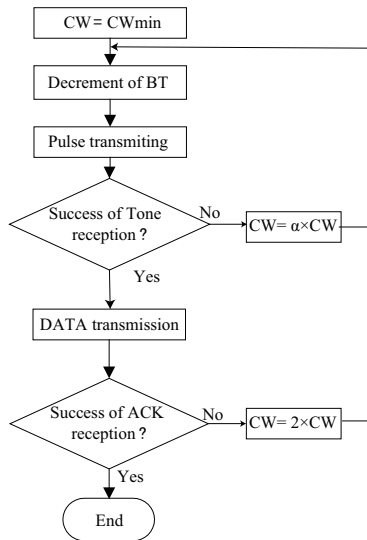 CW= CWmin
Decrement of BT
Pulse transmiting
Success of Tone
reception?
No
CW= α×CW
Yes
DATA transmission
Success of ACK
reception?
No
CW= 2×CW
Yes
End